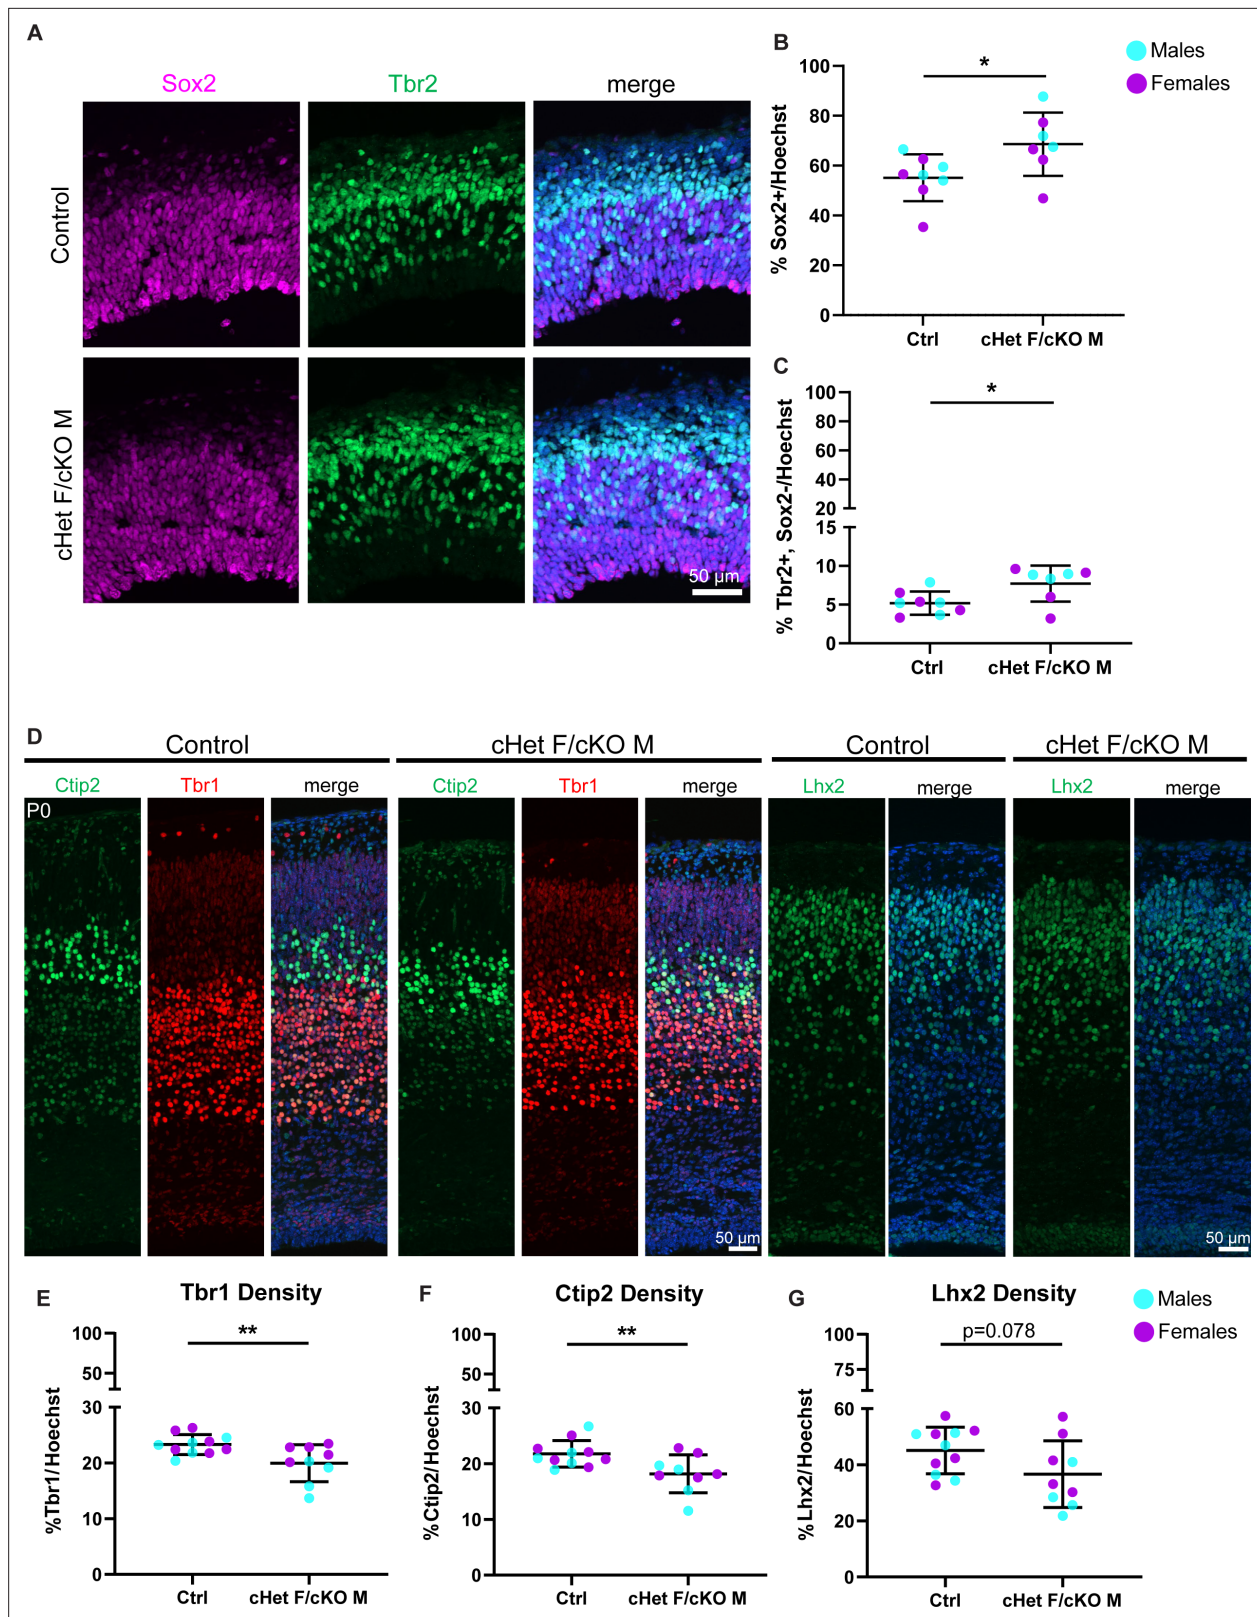 A
Sox2
Tbr2
merge
Control
cHet F/cKO M
50 µm
B
Males
Females
% Sox2+/Hoechst
100
80
60
40
20
0
*
Ctrl
cHet F/cKO M
C
% Tbr2+, Sox2-/Hoechst
100
80
60
40
20
15
10
5
0
*
Ctrl
cHet F/cKO M
D
Control
cHet F/cKO M
Control
cHet F/cKO M
Ctip2
Tbr1
merge
Ctip2
Tbr1
merge
Lhx2
merge
Lhx2
merge
P0
50 µm
50 µm
E
Tbr1 Density
%Tbr1/Hoechst
100
50
30
20
10
0
**
Ctrl
cHet F/cKO M
F
Ctip2 Density
%Ctip2/Hoechst
100
50
30
20
10
0
**
Ctrl
cHet F/cKO M
G
Lhx2 Density
%Lhx2/Hoechst
100
75
60
40
20
0
p=0.078
Ctrl
cHet F/cKO M
Males
Females